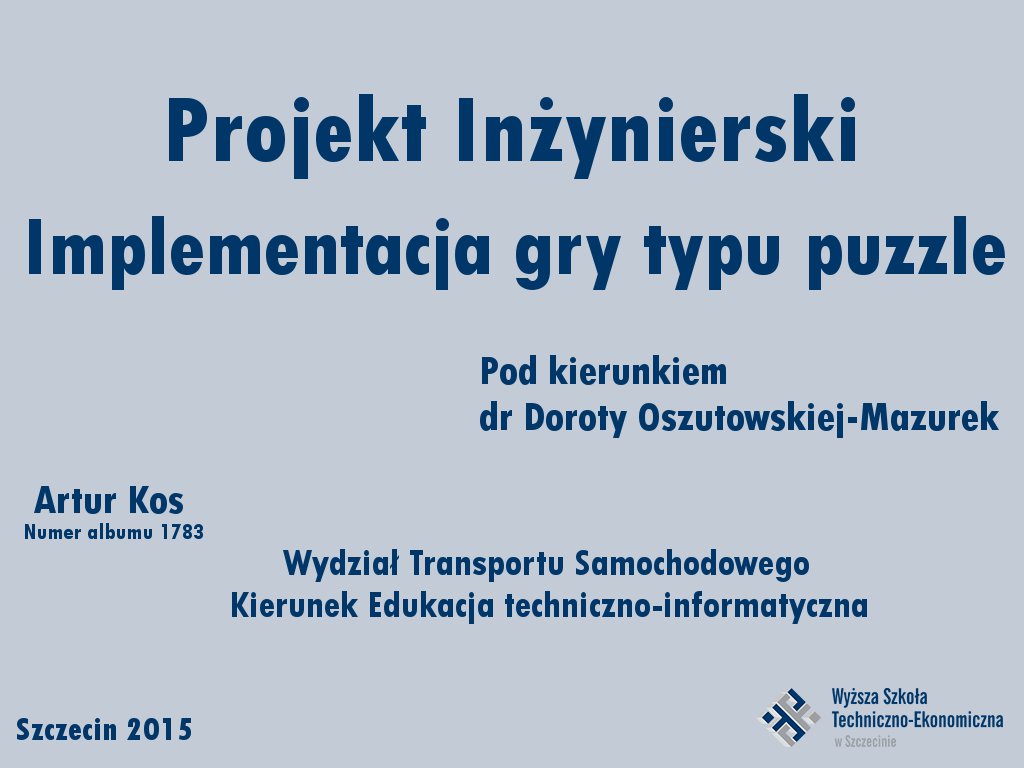 Projekt Inżynierski
Implementacja gry typu puzzle
Pod kierunkiem
dr Doroty Oszutowskiej-Mazurek
Artur Kos
Numer albumu 1783
Wydział Transportu Samochodowego
Kierunek Edukacja techniczno-informatyczna
Szczecin 2015
Wyższa Szkoła
Techniczno-Ekonomiczna
w Szczecinie